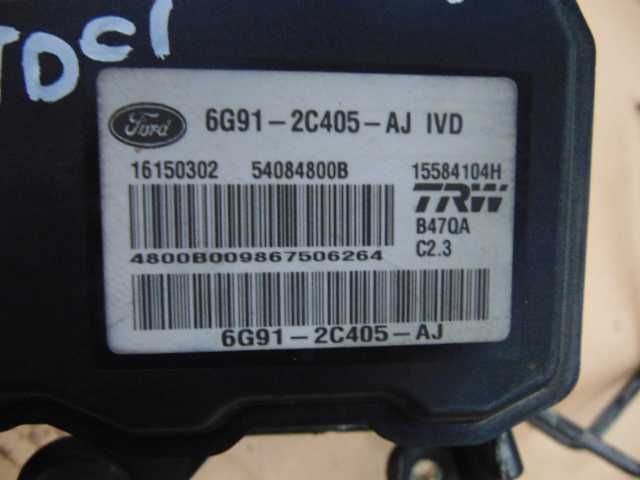 TDCI
Ford 6G91-2C405-AJ IVD
16150302 54084800B 15584104H
TRW
B47QA
4800B009867506264 C2.3
6G91-2C405-AJ